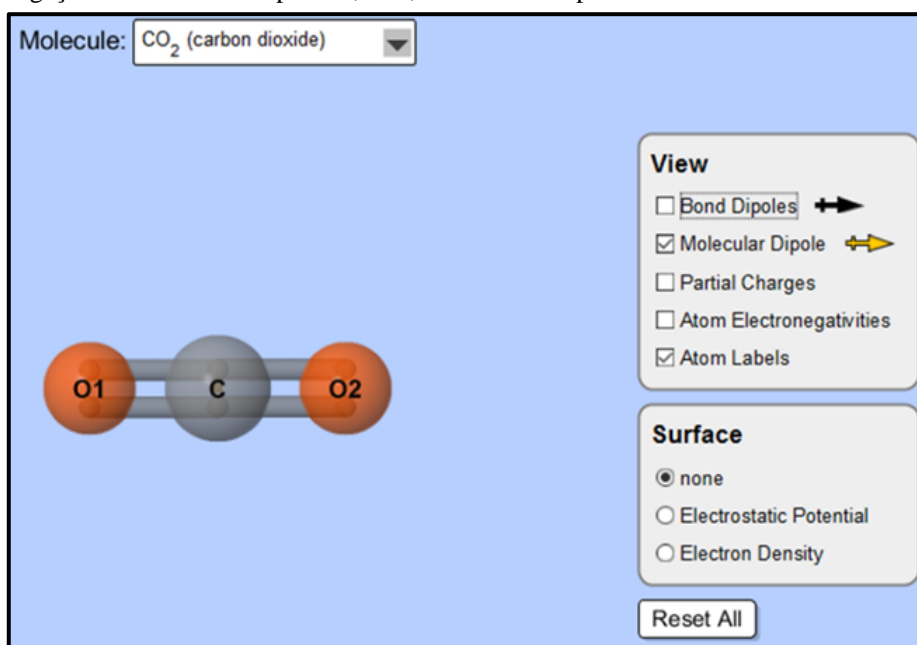 Molecule: CO2 (carbon dioxide)
View
Bond Dipoles
Molecular Dipole
Partial Charges
Atom Electronegativities
Atom Labels
O1 C O2
Surface
none
Electrostatic Potential
Electron Density
Reset All